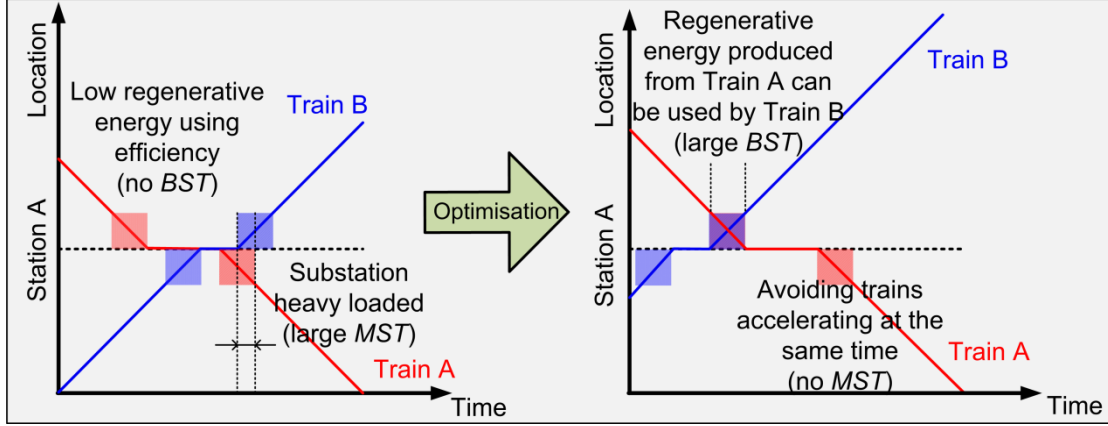 Location
Station A
Low regenerative
energy using
efficiency
(no BST)
Train B
Substation
heavy loaded
(large MST)
Train A
Time
Optimisation
Location
Station A
Regenerative
energy produced
from Train A can
be used by Train B
(large BST)
Train B
Avoiding trains
accelerating at the
same time
(no MST)
Train A
Time